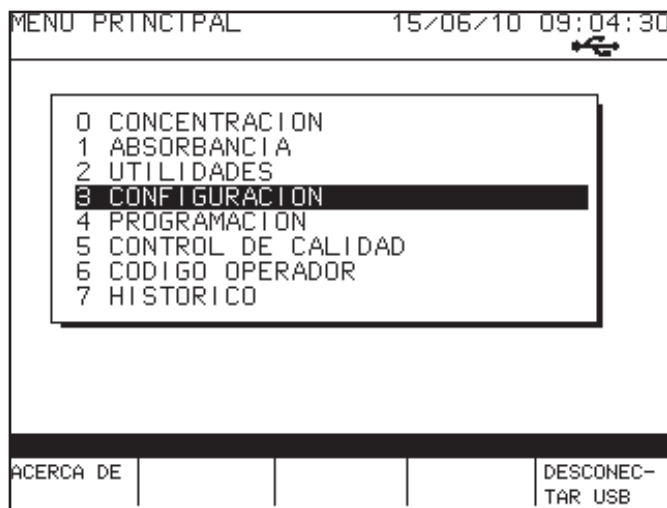 MENU PRINCIPAL 15/06/10 09:04:30
0 CONCENTRACION
1 ABSORBANCIA
2 UTILIDADES
3 CONFIGURACION
4 PROGRAMACION
5 CONTROL DE CALIDAD
6 CODIGO OPERADOR
7 HISTORICO
ACERCA DE
DESCONEC-
TAR USB